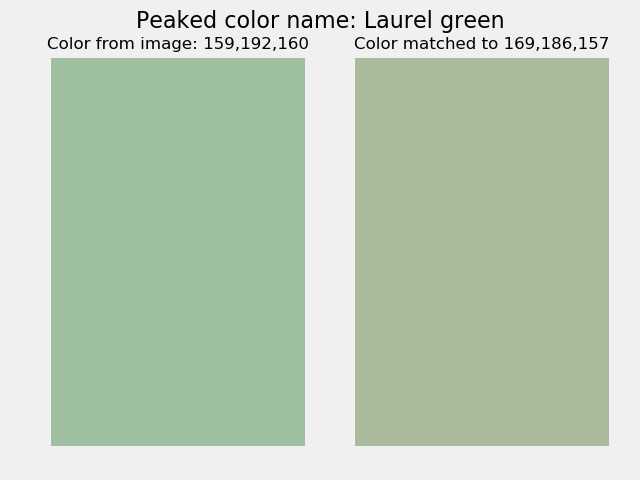 Peaked color name: Laurel green
Color from image: 159,192,160
Color matched to 169,186,157